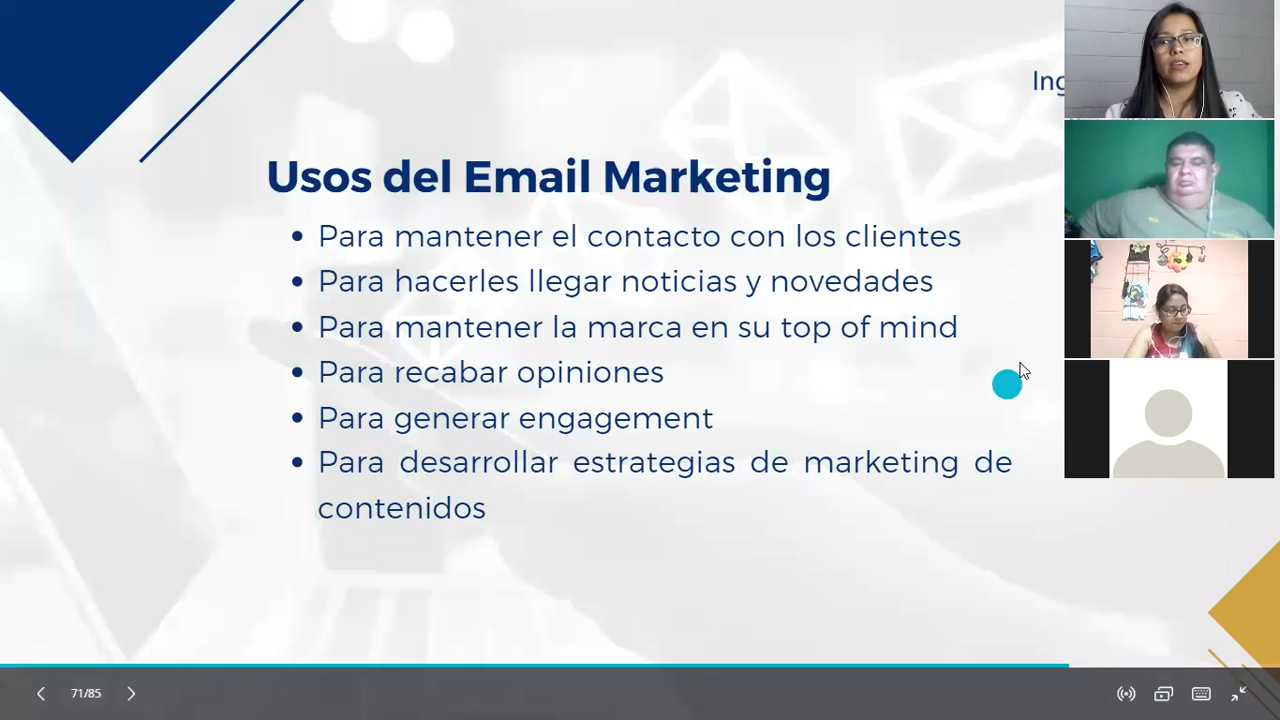 Ing
Usos del Email Marketing
• Para mantener el contacto con los clientes
• Para hacerles llegar noticias y novedades
• Para mantener la marca en su top of mind
• Para recabar opiniones
• Para generar engagement
• Para desarrollar estrategias de marketing de
contenidos
71/85